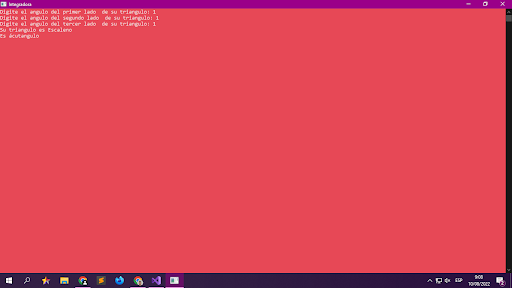 Integradora
Digite el angulo del primer lado  de su triangulo: 1
Digite el angulo del segundo lado  de su triangulo: 1
Digite el angulo del tercer lado  de su triangulo: 1
Su triangulo es Escaleno
Es Acutangulo
ESP
9:08
10/08/2022